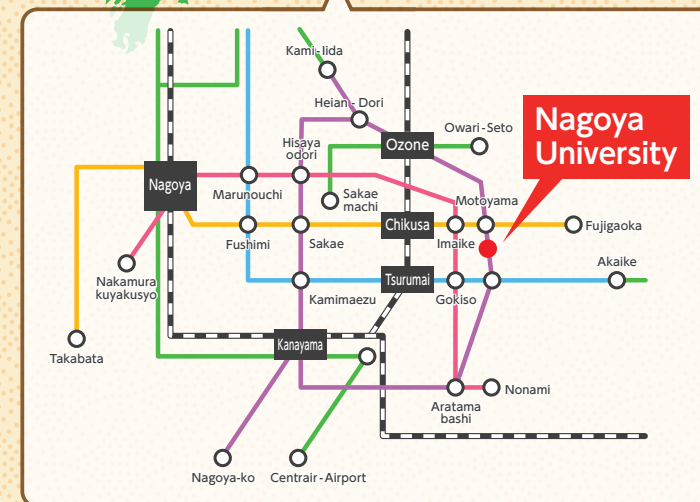 Kami-Iida
Heian-Dori
Nagoya
University
Hisaya
odori
Ozone
Owari-Seto
Nagoya
Marunouchi
Sakae
machi
Motoyama
Fushimi
Sakae
Chikusa
Imaike
Fujigaoka
Nakamura
kuyakusyo
Kamimaezu
Tsurumai
Gokiso
Akaike
Takabata
Kanayama
Nonami
Aratama
bashi
Nagoya-ko
Centrair-Airport